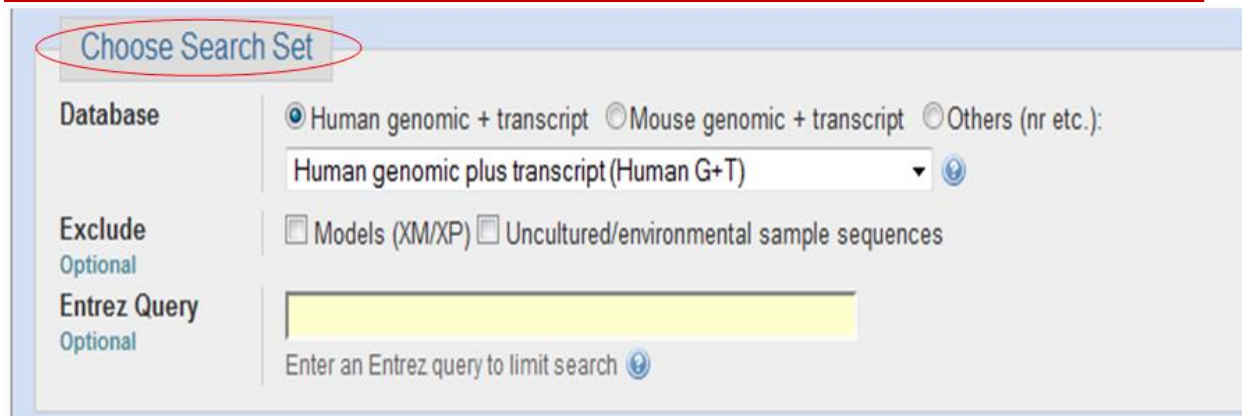 Choose Search Set
Database
Human genomic + transcript Mouse genomic + transcript Others (nr etc.):
Human genomic plus transcript (Human G+T)
Exclude
Optional
Models (XM/XP) Uncultured/environmental sample sequences
Entrez Query
Optional
Enter an Entrez query to limit search